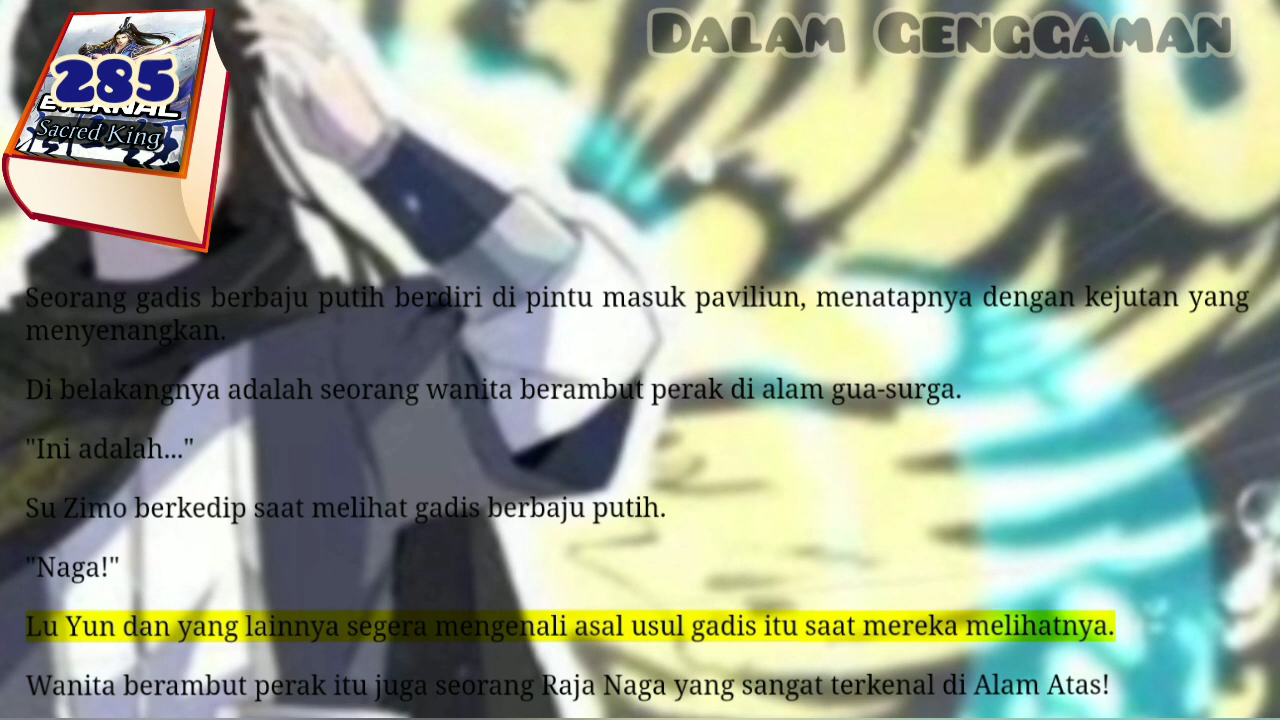 DALAM GENGGAMAN
285
ETERNAL
Sacred King
Seorang gadis berbaju putih berdiri di pintu masuk paviliun, menatapnya dengan kejutan yang
menyenangkan.
Di belakangnya adalah seorang wanita berambut perak di alam gua-surga.
"Ini adalah..."
Su Zimo berkedip saat melihat gadis berbaju putih.
"Naga!"
Lu Yun dan yang lainnya segera mengenali asal usul gadis itu saat mereka melihatnya.
Wanita berambut perak itu juga seorang Raja Naga yang sangat terkenal di Alam Atas!